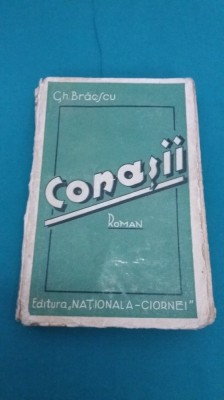 Gh. Brăescu
Conașii
ROMAN
Editura „NAȚIONALA-CIORNEI”